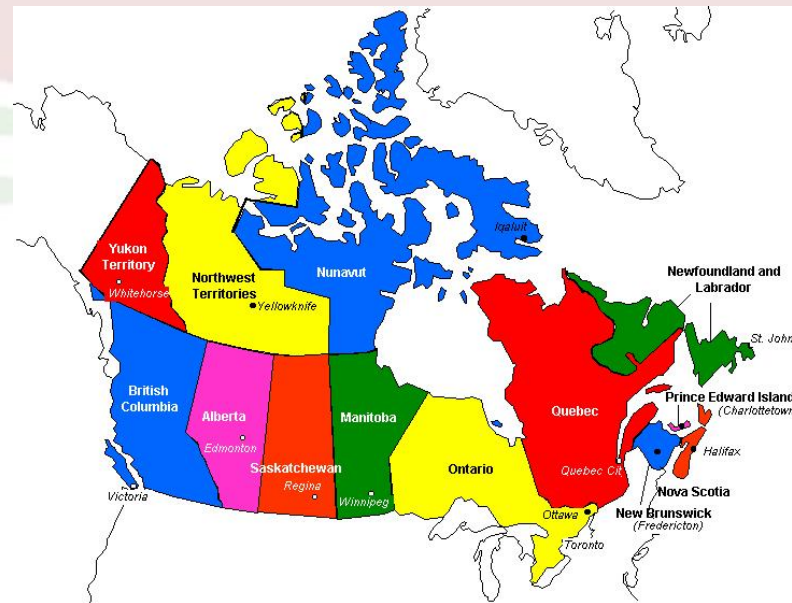 Iqaluit
Yukon
Territory
Nunavut
Newfoundland and
Labrador
Northwest
Territories
Whitehorse
Yellowknife
St. John
British
Columbia
Alberta
Manitoba
Quebec
Prince Edward Island
(Charlottetown
Edmonton
Saskatchewan
Ontario
Quebec Cit
Halifax
Regina
Winnipeg
Victoria
Nova Scotia
Ottawa
New Brunswick
(Fredericton)
Toronto